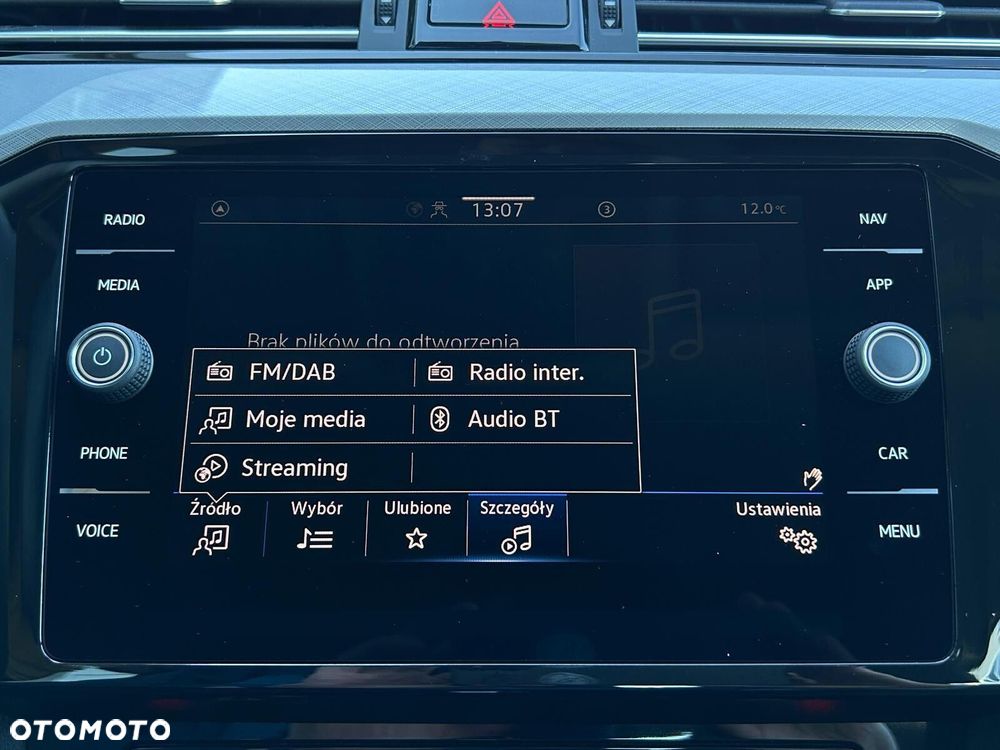 RADIO
13:07
3
12.0°C
NAV
MEDIA
APP
Brak plików do odtworzenia
FM/DAB
Radio inter.
Moje media
Audio BT
PHONE
Streaming
CAR
Źródło
Wybór
Ulubione
Szczegóły
Ustawienia
VOICE
MENU
OTOMOTO